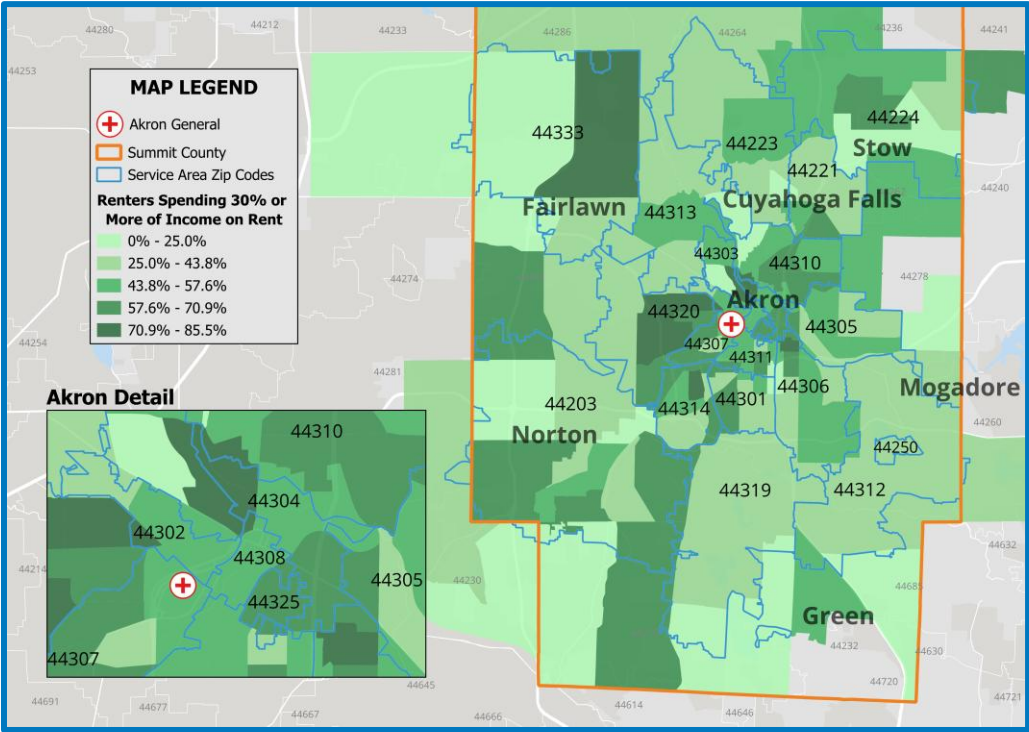 44280
44212
44233
44286
44264
44236
44241
44253
MAP LEGEND
Akron General
Summit County
Service Area Zip Codes
Renters Spending 30% or
More of Income on Rent
0% - 25.0%
25.0% - 43.8%
43.8% - 57.6%
57.6% - 70.9%
70.9% - 85.5%
44333
44223
44224
Stow
44221
44240
Fairlawn
44313
Cuyahoga Falls
44303
44310
44274
44278
Akron
44320
44305
44254
44307
44311
44281
44306
Mogadore
44203
44314
44301
44260
Norton
44250
44319
44312
44632
44230
44685
Green
44232
44630
44720
44645
44691
44677
44667
44666
44614
44646
44721
Akron Detail
44310
44304
44302
44308
44214
44305
44325
44307